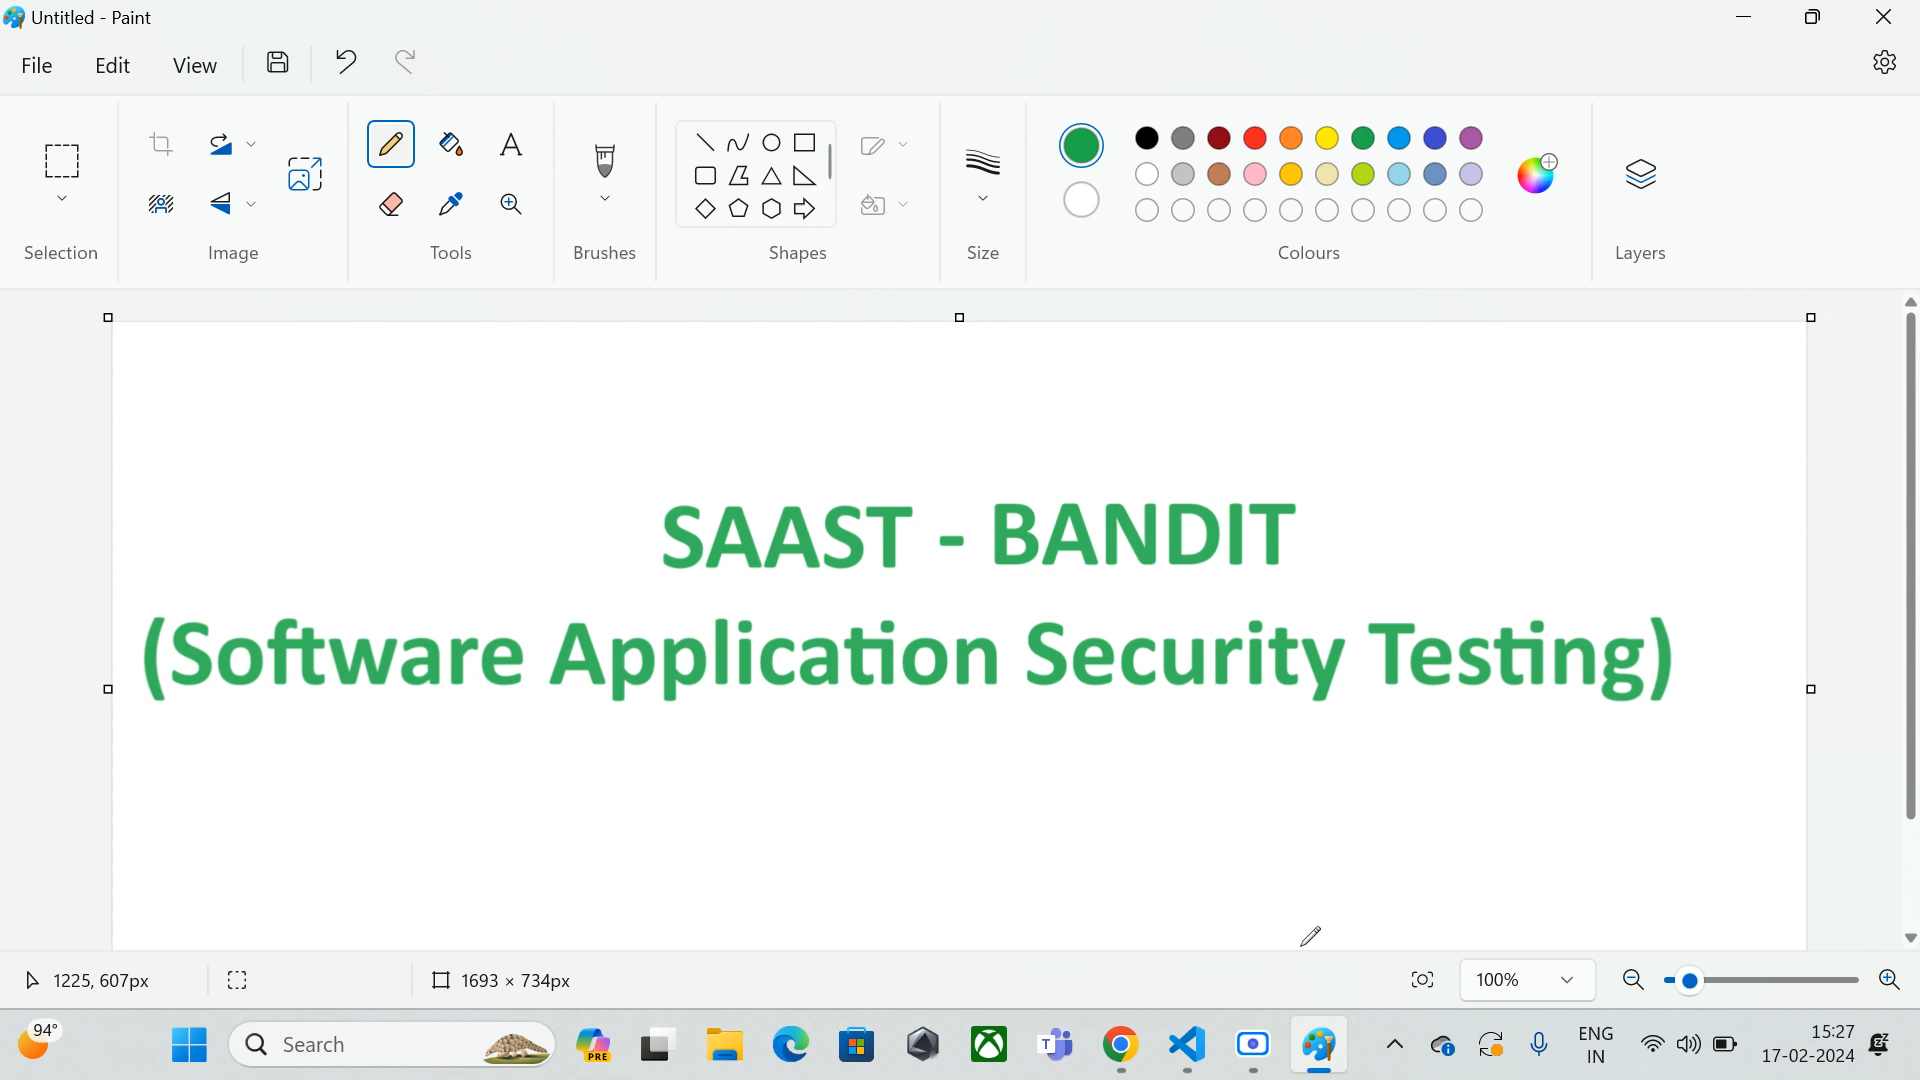 Untitled - Paint
File Edit View
Selection Image Tools Brushes Shapes Size Colours Layers
SAAST - BANDIT
(Software Application Security Testing)
1225, 607px 1693 × 734px 100%
94° Search PRE T ENG 15:27
IN 17-02-2024